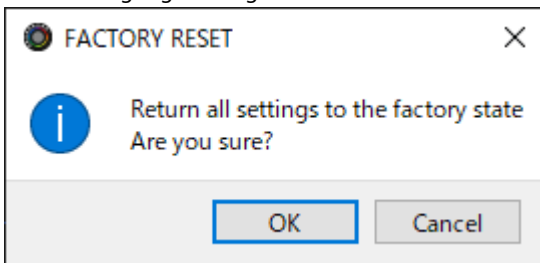 FACTORY RESET
Return all settings to the factory state
Are you sure?
OK
Cancel